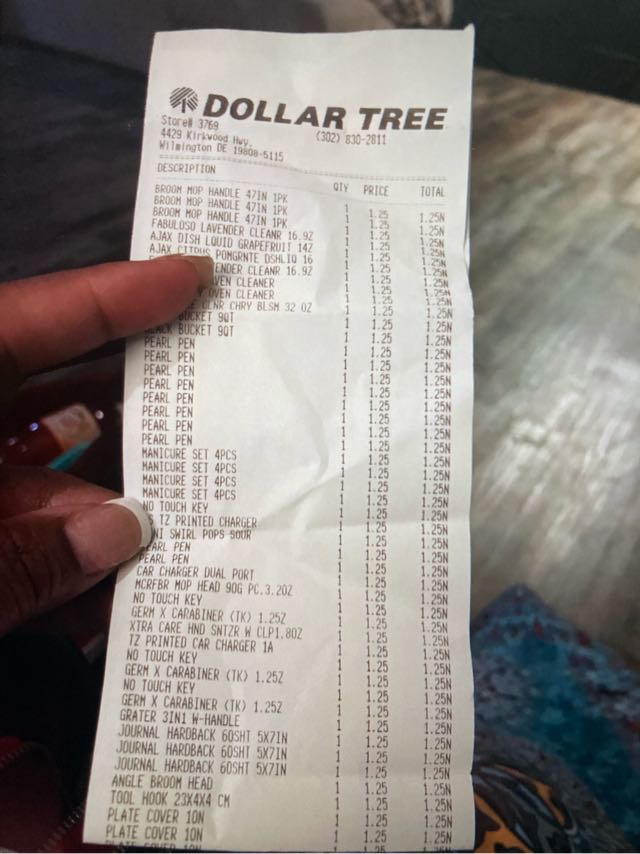 DOLLAR TREE
Store# 3769
4429 Kirkwood Hwy.
(302) 830-2811
Wilmington DE 19808-5115
DESCRIPTION QTY PRICE TOTAL
BROOM MOP HANDLE 47IN 1PK 1 1.25 1.25N
BROOM MOP HANDLE 47IN 1PK 1 1.25 1.25N
BROOM MOP HANDLE 47IN 1PK 1 1.25 1.25N
FABULOSO LAVENDER CLEANR 16.9Z 1 1.25 1.25N
AJAX DISH LIQUID GRAPEFRUIT 14Z 1 1.25 1.25N
AJAX CITRUS POMGRNTE DSHLIQ 16 1 1.25 1.25N
ENDER CLEANR 16.9Z 1 1.25 1.25N
VEN CLEANER 1 1.25 1.25N
OVEN CLEANER 1 1.25 1.25N
CLNR CHRY BLSM 32 OZ 1 1.25 1.25N
BUCKET 9QT 1 1.25 1.25N
BLACK BUCKET 9QT 1 1.25 1.25N
PEARL PEN 1 1.25 1.25N
PEARL PEN 1 1.25 1.25N
PEARL PEN 1 1.25 1.25N
PEARL PEN 1 1.25 1.25N
PEARL PEN 1 1.25 1.25N
PEARL PEN 1 1.25 1.25N
PEARL PEN 1 1.25 1.25N
PEARL PEN 1 1.25 1.25N
MANICURE SET 4PCS 1 1.25 1.25N
MANICURE SET 4PCS 1 1.25 1.25N
MANICURE SET 4PCS 1 1.25 1.25N
MANICURE SET 4PCS 1 1.25 1.25N
NO TOUCH KEY 1 1.25 1.25N
TZ PRINTED CHARGER 1 1.25 1.25N
NI SWIRL POPS SOUR 1 1.25 1.25N
EARL PEN 1 1.25 1.25N
PEARL PEN 1 1.25 1.25N
CAR CHARGER DUAL PORT 1 1.25 1.25N
MCRFBR MOP HEAD 90G PC.3.2OZ 1 1.25 1.25N
NO TOUCH KEY 1 1.25 1.25N
GERM X CARABINER (TK) 1.25Z 1 1.25 1.25N
XTRA CARE HND SNTZR W CLP1.8OZ 1 1.25 1.25N
TZ PRINTED CAR CHARGER 1A 1 1.25 1.25N
NO TOUCH KEY 1 1.25 1.25N
GERM X CARABINER (TK) 1.25Z 1 1.25 1.25N
NO TOUCH KEY 1 1.25 1.25N
GERM X CARABINER (TK) 1.25Z 1 1.25 1.25N
GRATER 3IN1 W-HANDLE 1 1.25 1.25N
JOURNAL HARDBACK 60SHT 5X7IN 1 1.25 1.25N
JOURNAL HARDBACK 60SHT 5X7IN 1 1.25 1.25N
JOURNAL HARDBACK 60SHT 5X7IN 1 1.25 1.25N
ANGLE BROOM HEAD 1 1.25 1.25N
TOOL HOOK 23X4X4 CM 1 1.25 1.25N
PLATE COVER 10N 1 1.25 1.25N
PLATE COVER 10N 1 1.25 1.25N